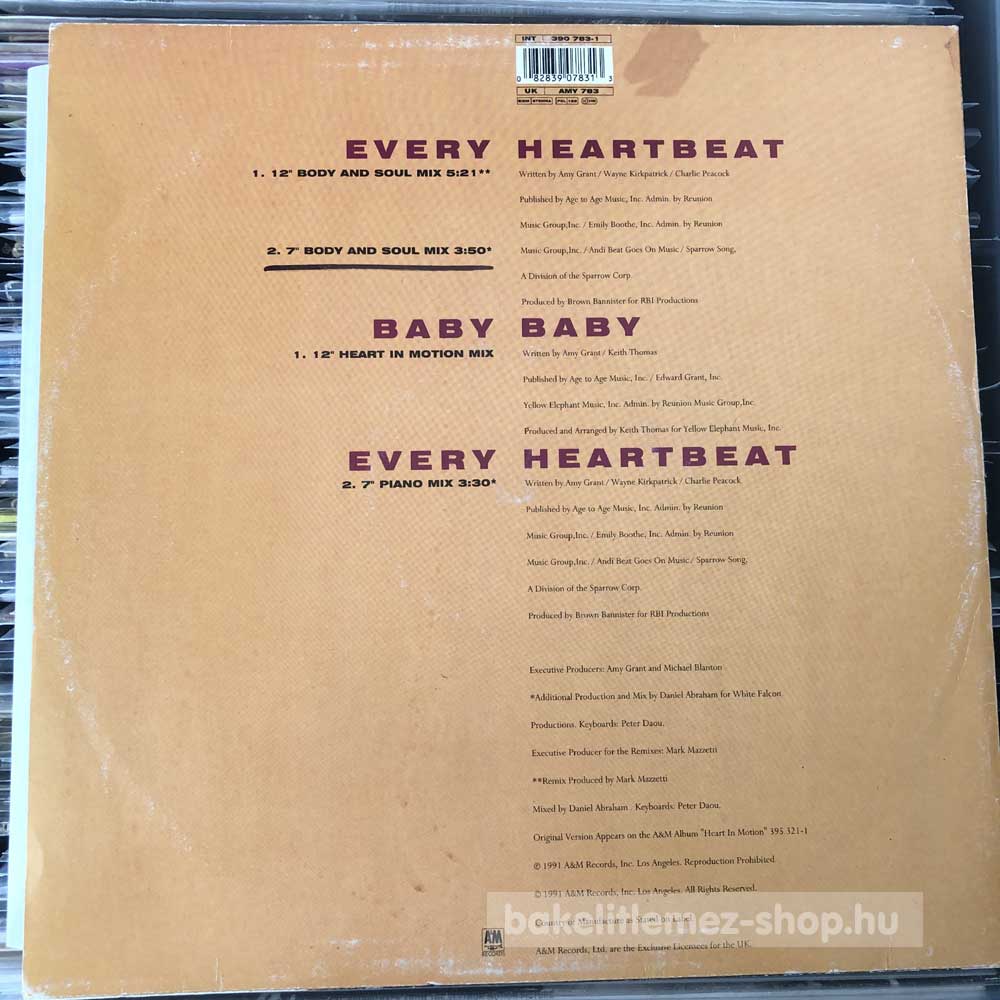 INT 390 783-1
0 82839 07831 3
UK AMY 783
EVERY HEARTBEAT
1. 12" BODY AND SOUL MIX 5:21**
Written by Amy Grant / Wayne Kirkpatrick / Charlie Peacock
Published by Age to Age Music, Inc. Admin. by Reunion
Music Group,Inc. / Emily Boothe, Inc. Admin. by Reunion
2. 7" BODY AND SOUL MIX 3:50*
Music Group,Inc. / Andi Beat Goes On Music / Sparrow Song,
A Division of the Sparrow Corp.
Produced by Brown Bannister for RBI Productions
BABY BABY
1. 12" HEART IN MOTION MIX
Written by Amy Grant / Keith Thomas
Published by Age to Age Music, Inc. / Edward Grant, Inc.
Yellow Elephant Music, Inc. Admin. by Reunion Music Group,Inc.
Produced and Arranged by Keith Thomas for Yellow Elephant Music, Inc.
EVERY HEARTBEAT
2. 7" PIANO MIX 3:30*
Written by Amy Grant / Wayne Kirkpatrick / Charlie Peacock
Published by Age to Age Music, Inc. Admin. by Reunion
Music Group,Inc. / Emily Boothe, Inc. Admin. by Reunion
Music Group,Inc. / Andi Beat Goes On Music / Sparrow Song,
A Division of the Sparrow Corp.
Produced by Brown Bannister for RBI Productions
Executive Producers: Amy Grant and Michael Blanton
*Additional Production and Mix by Daniel Abraham for White Falcon
Productions. Keyboards: Peter Daou.
Executive Producer for the Remixes: Mark Mazzetti
**Remix Produced by Mark Mazzetti
Mixed by Daniel Abraham . Keyboards: Peter Daou.
Original Version Appears on the A&M Album "Heart In Motion" 395 321-1
℗ 1991 A&M Records, Inc. Los Angeles. Reproduction Prohibited.
© 1991 A&M Records, Inc. Los Angeles. All Rights Reserved.
Country of Manufacture as Stated on Label.
A&M Records, Ltd. are the Exclusive Licensees for the UK.
A&M
RECORDS
bakelitlemez-shop.hu